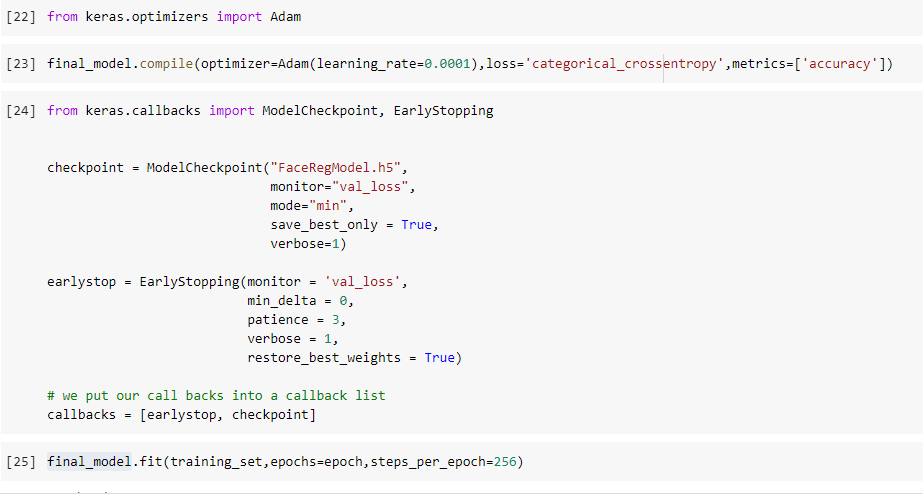 [22] from keras.optimizers import Adam
[23] final_model.compile(optimizer=Adam(learning_rate=0.0001),loss='categorical_crossentropy',metrics=['accuracy'])
[24] from keras.callbacks import ModelCheckpoint, EarlyStopping
checkpoint = ModelCheckpoint("FaceRegModel.h5",
monitor="val_loss",
mode="min",
save_best_only = True,
verbose=1)
earlystop = EarlyStopping(monitor = 'val_loss',
min_delta = 0,
patience = 3,
verbose = 1,
restore_best_weights = True)
# we put our call backs into a callback list
callbacks = [earlystop, checkpoint]
[25] final_model.fit(training_set,epochs=epoch,steps_per_epoch=256)